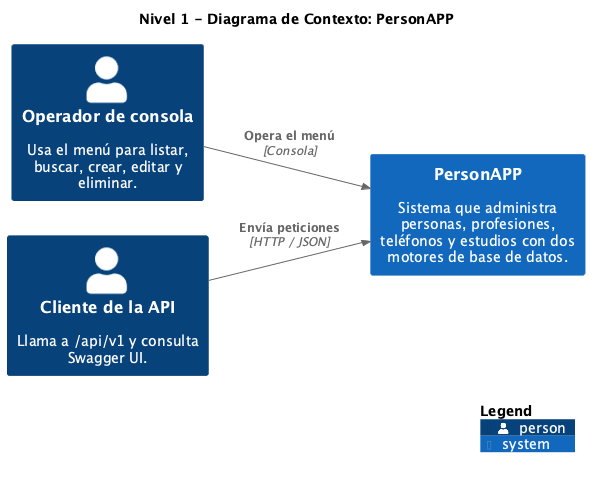 Nivel 1 – Diagrama de Contexto: PersonAPP
Operador de consola
Usa el menú para listar,
buscar, crear, editar y
eliminar.
Opera el menú
[Consola]
PersonAPP
Sistema que administra
personas, profesiones,
teléfonos y estudios con dos
motores de base de datos.
Envía peticiones
[HTTP / JSON]
Cliente de la API
Llama a /api/v1 y consulta
Swagger UI.
Legend
person
system